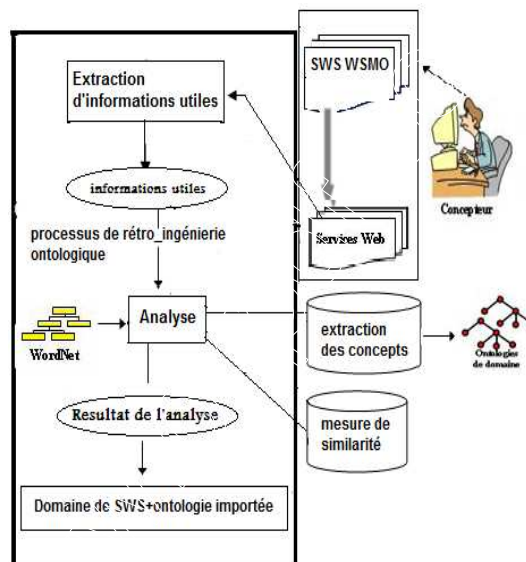 Extraction
d'informations utiles
SWS WSMO
Concepteur
informations utiles
processus de rétro_ingénierie
ontologique
Services Web
WordNet
Analyse
extraction
des concepts
Ontologies
de domaine
Resultat de l'analyse
mesure de
similarité
Domaine de SWS+ontologie importée